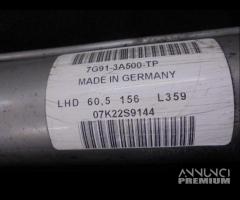 7G91-3A500-TP
MADE IN GERMANY
LHD 60,5 156 L359
07K22S9144
ANNUNCI
PREMIUM